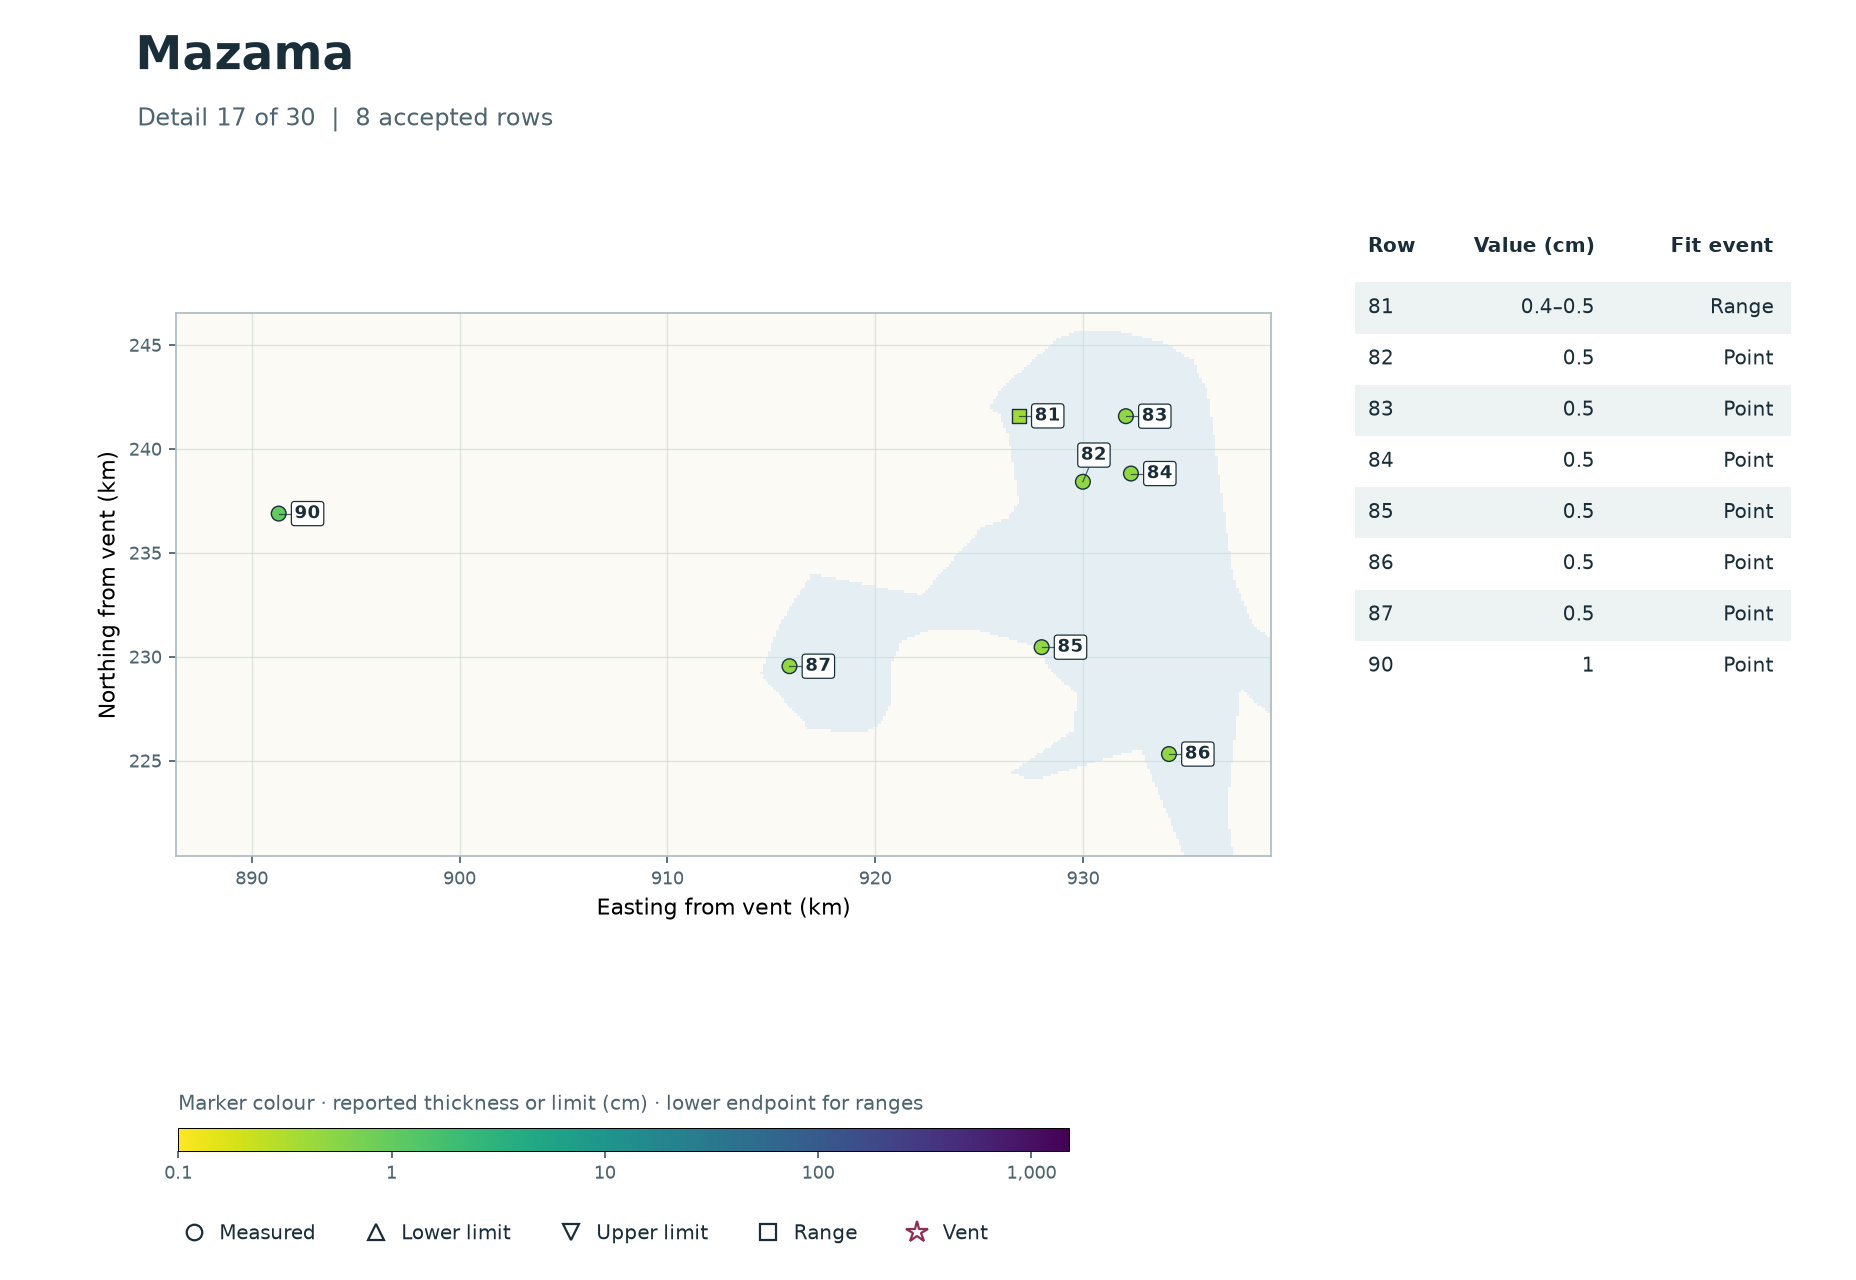 Mazama
Detail 17 of 30 | 8 accepted rows
Row Value (cm) Fit event
81 0.4–0.5 Range
82 0.5 Point
83 0.5 Point
84 0.5 Point
85 0.5 Point
86 0.5 Point
87 0.5 Point
90 1 Point
Northing from vent (km)
245
240
235
230
225
81
83
82
84
90
85
87
86
890 900 910 920 930
Easting from vent (km)
Marker colour · reported thickness or limit (cm) · lower endpoint for ranges
0.1 1 10 100 1,000
Measured Lower limit Upper limit Range Vent